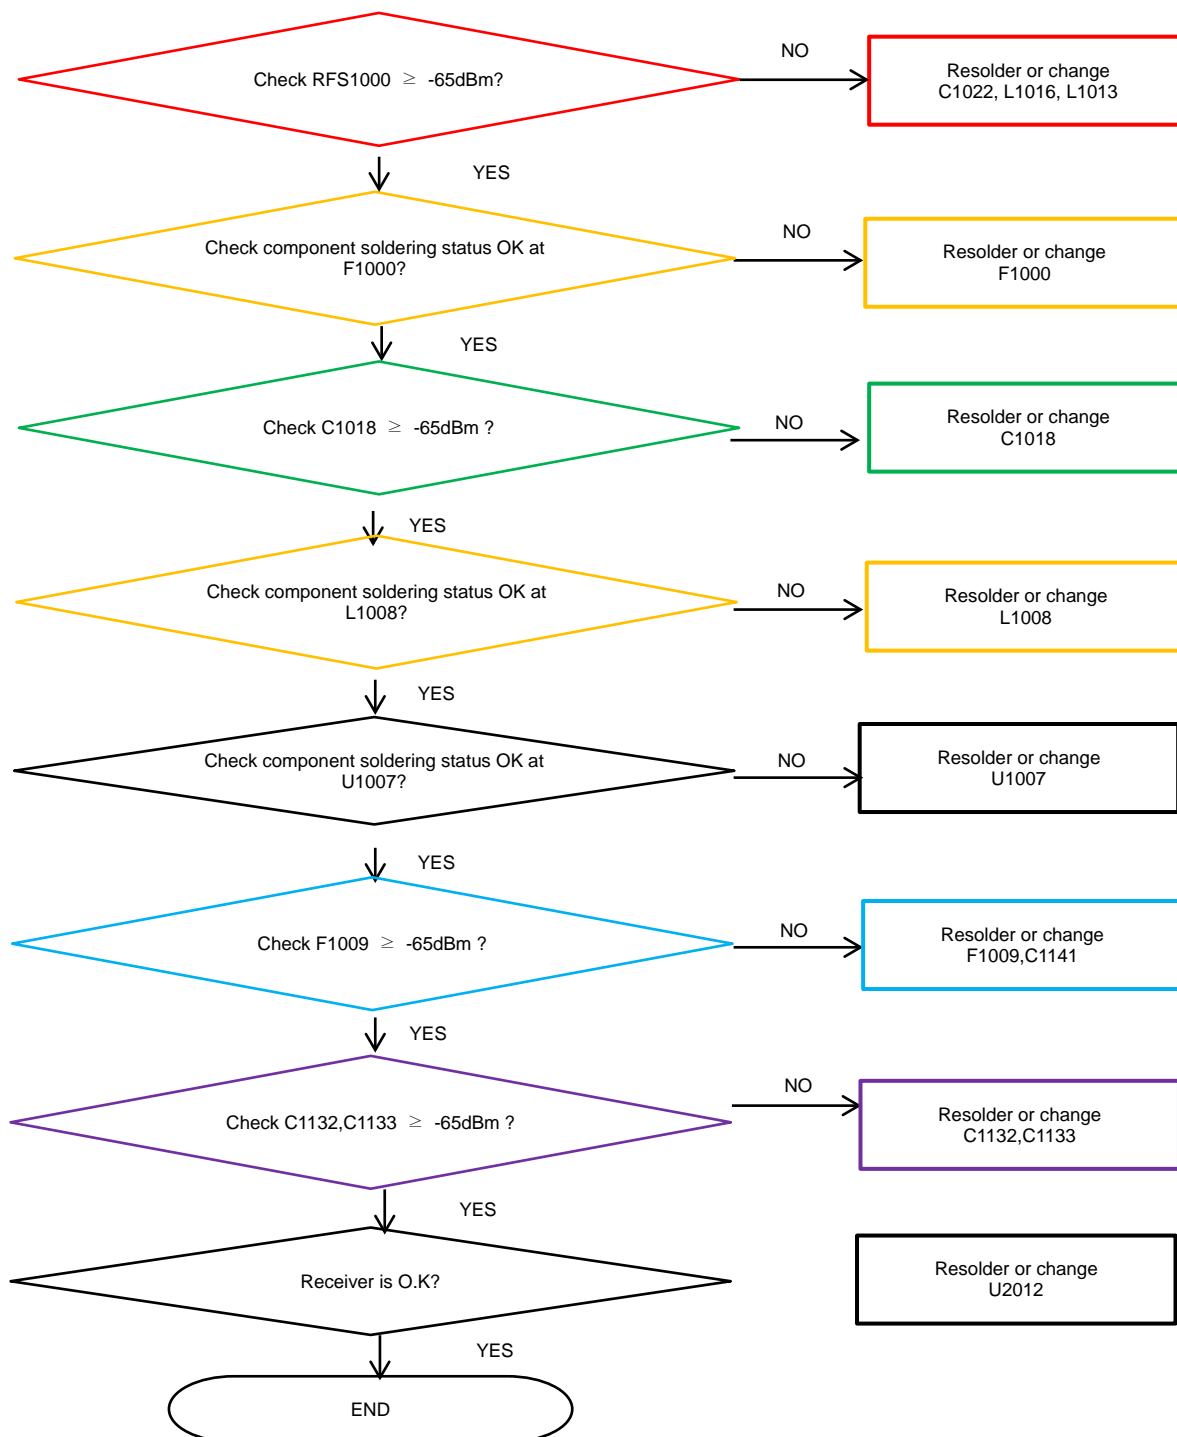 Check RFS1000 ≥ -65dBm?
NO
Resolder or change
C1022, L1016, L1013
YES
Check component soldering status OK at
F1000?
NO
Resolder or change
F1000
YES
Check C1018 ≥ -65dBm ?
NO
Resolder or change
C1018
YES
Check component soldering status OK at
L1008?
NO
Resolder or change
L1008
YES
Check component soldering status OK at
U1007?
NO
Resolder or change
U1007
YES
Check F1009 ≥ -65dBm ?
NO
Resolder or change
F1009,C1141
YES
Check C1132,C1133 ≥ -65dBm ?
NO
Resolder or change
C1132,C1133
YES
Receiver is O.K?
Resolder or change
U2012
YES
END